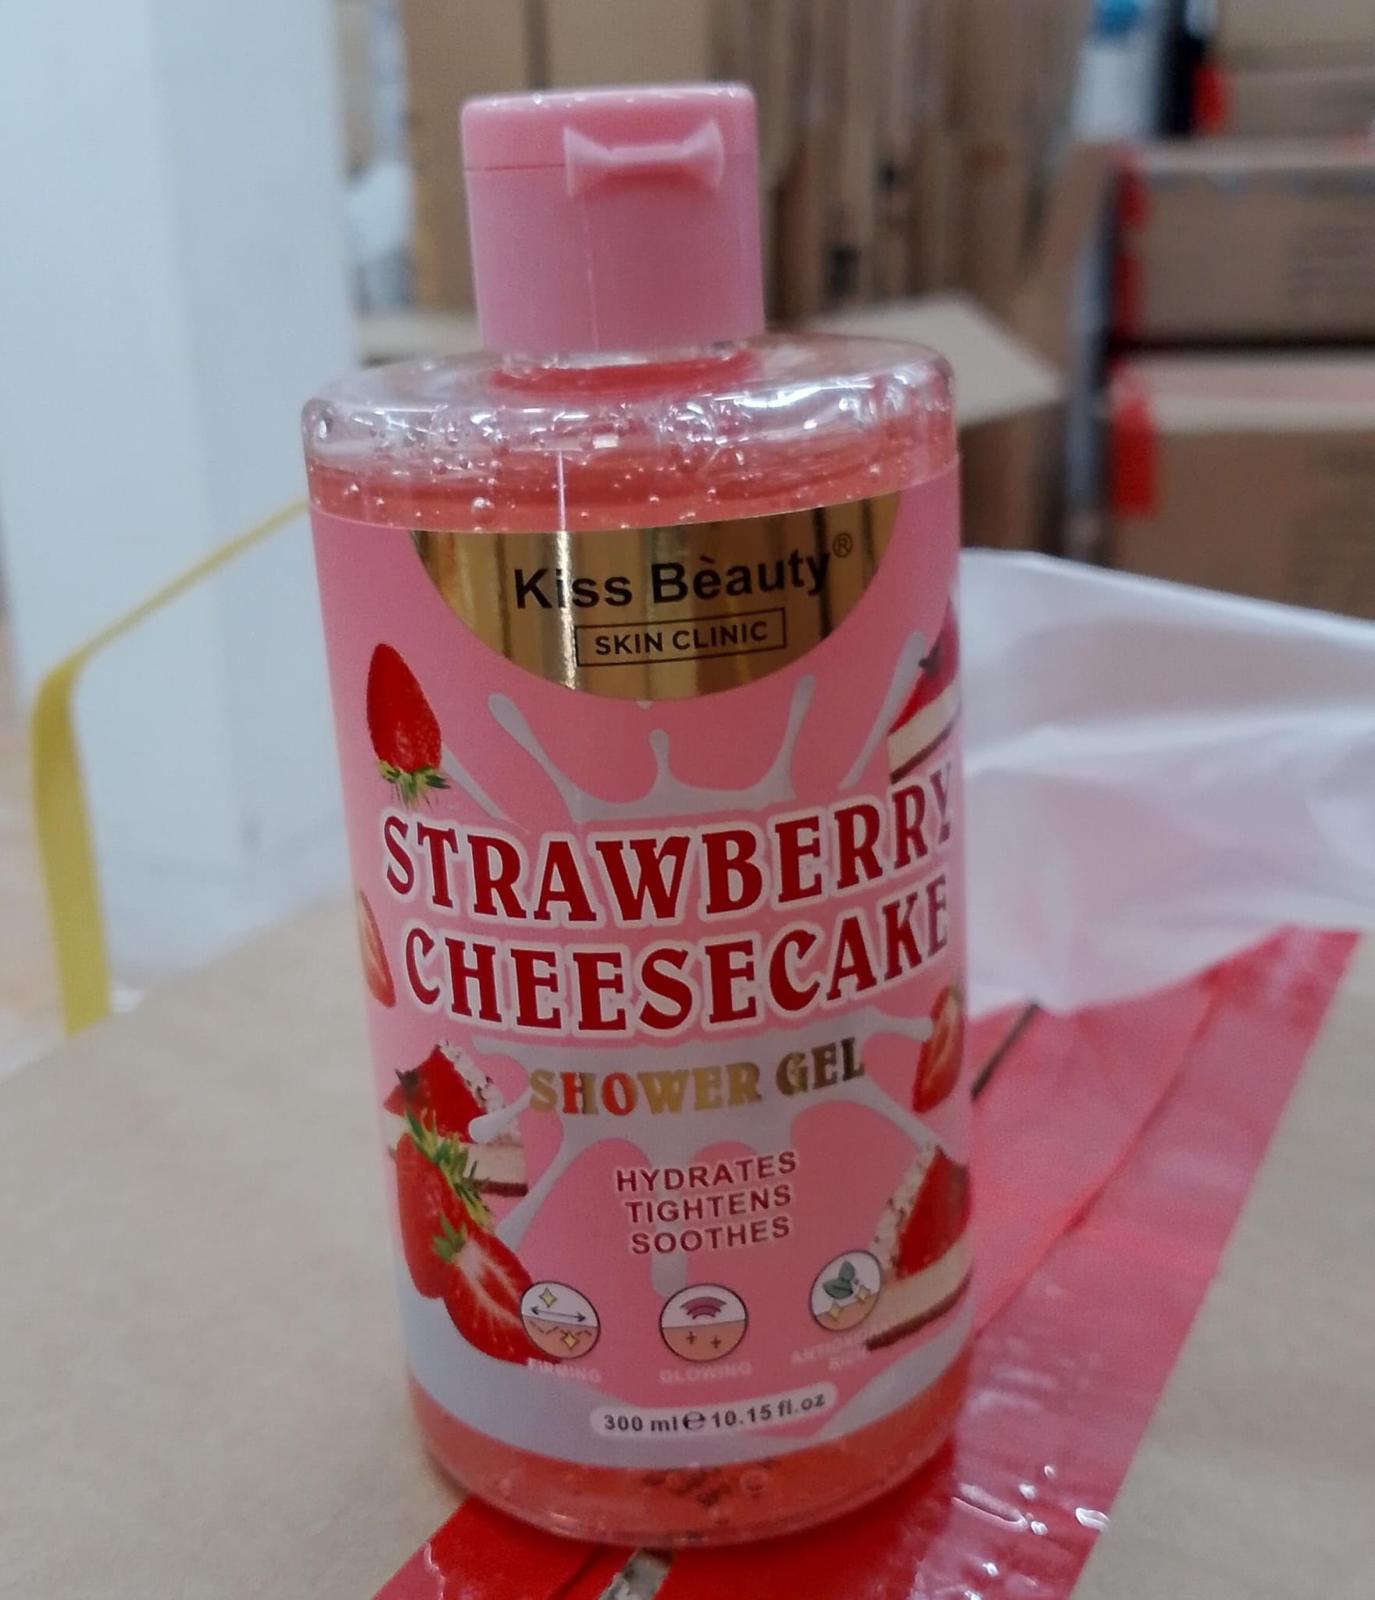 Kiss Bèauty®
SKIN CLINIC
STRAWBERRY
CHEESECAKE
SHOWER GEL
HYDRATES
TIGHTENS
SOOTHES
FIRMING
GLOWING
300 ml ℮ 10.15 fl.oz